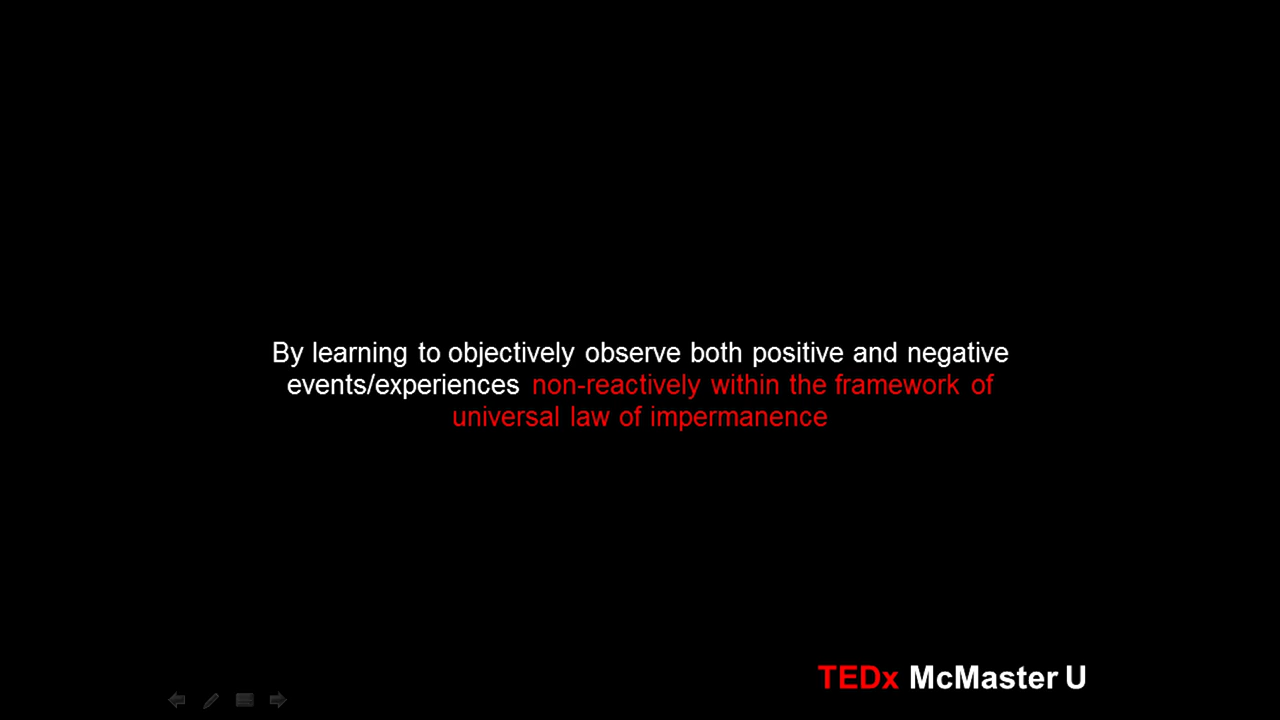 By learning to objectively observe both positive and negative
events/experiences non-reactively within the framework of
universal law of impermanence
TEDx McMaster U